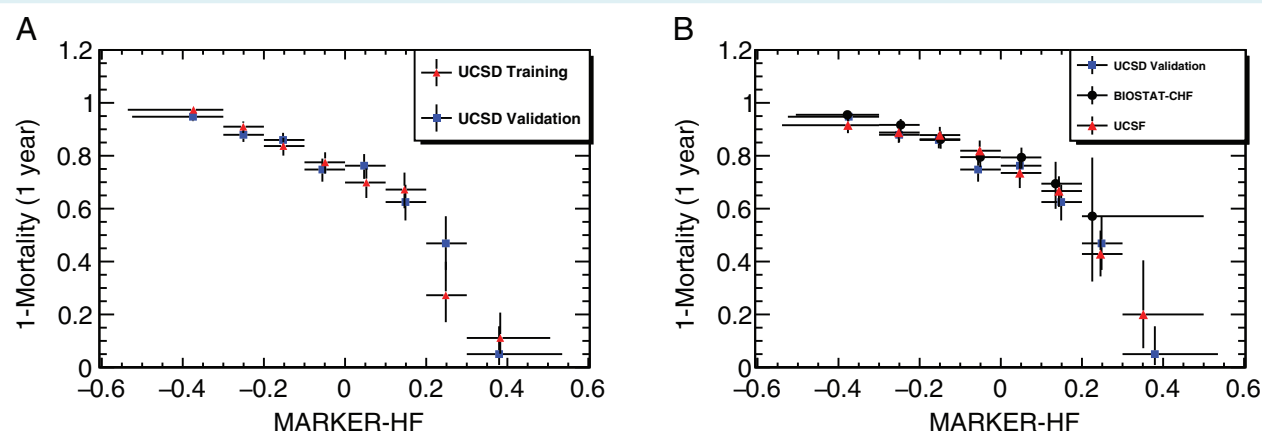 A
1.2
1
0.8
0.6
0.4
0.2
0
1-Mortality (1 year)
UCSD Training
UCSD Validation
−0.6 −0.4 −0.2 0 0.2 0.4 0.6
MARKER-HF
B
1.2
1
0.8
0.6
0.4
0.2
0
1-Mortality (1 year)
UCSD Validation
BIOSTAT-CHF
UCSF
−0.6 −0.4 −0.2 0 0.2 0.4 0.6
MARKER-HF